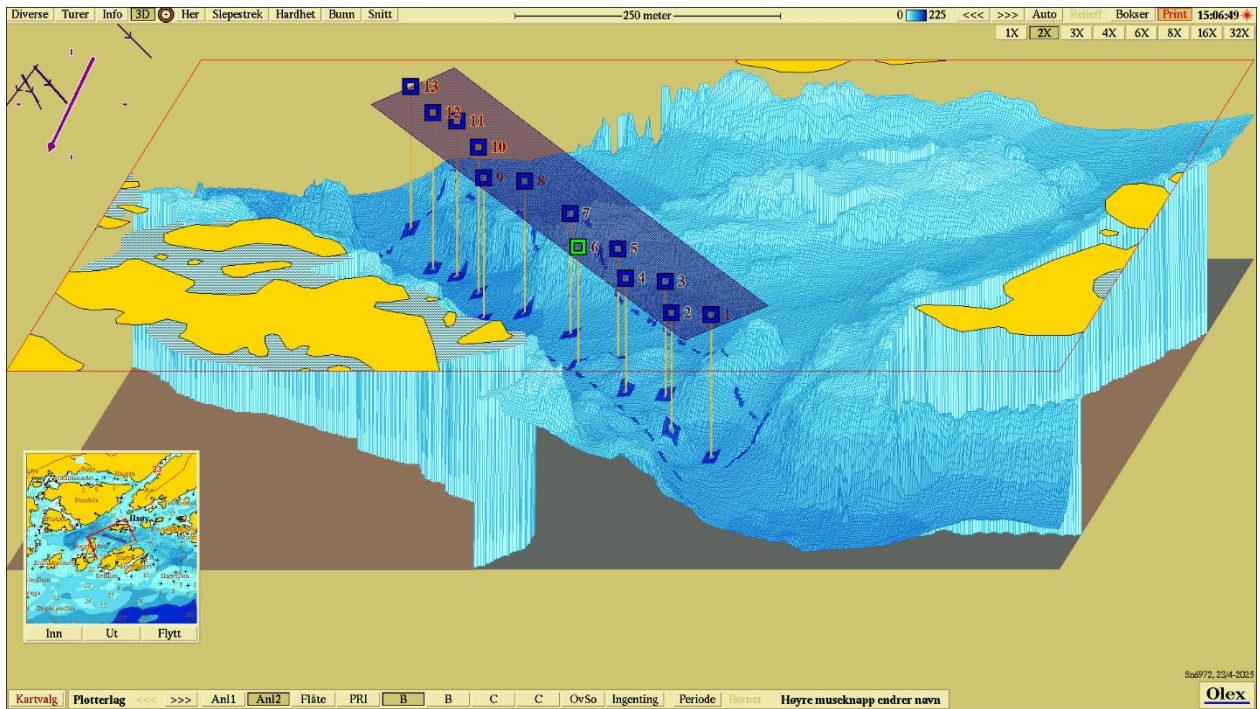 Diverse Turer Info 3D Her Slepestrek Hardhet Bunn Snitt 250 meter 0 225 <<< >>> Auto Relieff Bokser Print 15:06:49
1X 2X 3X 4X 6X 8X 16X 32X
13
12
11
10
9
8
7
6
5
4
3
2
1
Inn Ut Flytt
Sn6972, 23/4-2025
Kartvalg Plotterlag <<< >>> Anl1 Anl2 Flåte PRI B B C C OvSo Ingenting Periode Berner Høyre museknapp endrer navn Olex